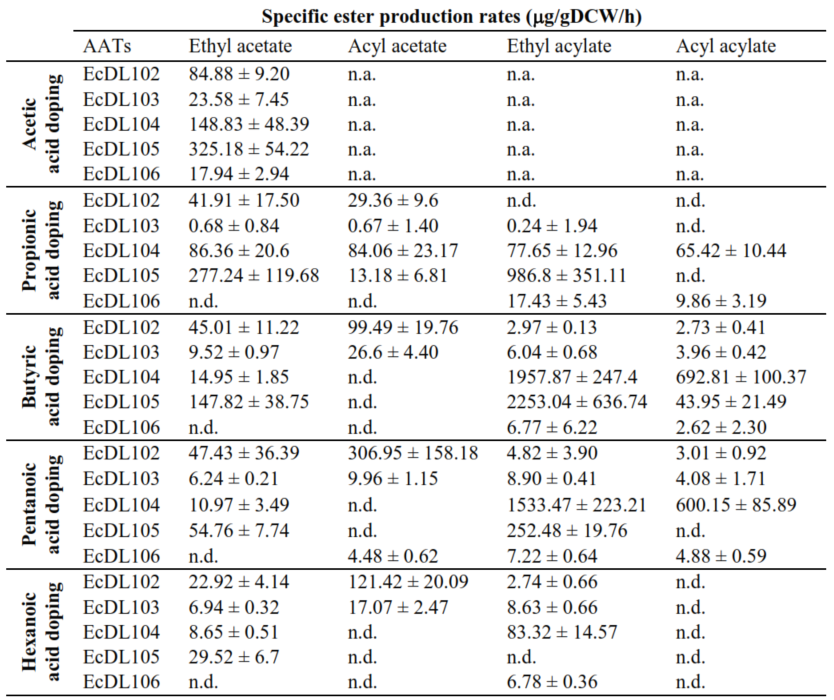 Specific ester production rates (µg/gDCW/h)
AATs Ethyl acetate Acyl acetate Ethyl acylate Acyl acylate
Acetic acid doping
EcDL102 84.88 ± 9.20 n.a. n.a. n.a.
EcDL103 23.58 ± 7.45 n.a. n.a. n.a.
EcDL104 148.83 ± 48.39 n.a. n.a. n.a.
EcDL105 325.18 ± 54.22 n.a. n.a. n.a.
EcDL106 17.94 ± 2.94 n.a. n.a. n.a.
Propionic acid doping
EcDL102 41.91 ± 17.50 29.36 ± 9.6 n.d. n.d.
EcDL103 0.68 ± 0.84 0.67 ± 1.40 0.24 ± 1.94 n.d.
EcDL104 86.36 ± 20.6 84.06 ± 23.17 77.65 ± 12.96 65.42 ± 10.44
EcDL105 277.24 ± 119.68 13.18 ± 6.81 986.8 ± 351.11 n.d.
EcDL106 n.d. n.d. 17.43 ± 5.43 9.86 ± 3.19
Butyric acid doping
EcDL102 45.01 ± 11.22 99.49 ± 19.76 2.97 ± 0.13 2.73 ± 0.41
EcDL103 9.52 ± 0.97 26.6 ± 4.40 6.04 ± 0.68 3.96 ± 0.42
EcDL104 14.95 ± 1.85 n.d. 1957.87 ± 247.4 692.81 ± 100.37
EcDL105 147.82 ± 38.75 n.d. 2253.04 ± 636.74 43.95 ± 21.49
EcDL106 n.d. n.d. 6.77 ± 6.22 2.62 ± 2.30
Pentanoic acid doping
EcDL102 47.43 ± 36.39 306.95 ± 158.18 4.82 ± 3.90 3.01 ± 0.92
EcDL103 6.24 ± 0.21 9.96 ± 1.15 8.90 ± 0.41 4.08 ± 1.71
EcDL104 10.97 ± 3.49 n.d. 1533.47 ± 223.21 600.15 ± 85.89
EcDL105 54.76 ± 7.74 n.d. 252.48 ± 19.76 n.d.
EcDL106 n.d. 4.48 ± 0.62 7.22 ± 0.64 4.88 ± 0.59
Hexanoic acid doping
EcDL102 22.92 ± 4.14 121.42 ± 20.09 2.74 ± 0.66 n.d.
EcDL103 6.94 ± 0.32 17.07 ± 2.47 8.63 ± 0.66 n.d.
EcDL104 8.65 ± 0.51 n.d. 83.32 ± 14.57 n.d.
EcDL105 29.52 ± 6.7 n.d. n.d. n.d.
EcDL106 n.d. n.d. 6.78 ± 0.36 n.d.